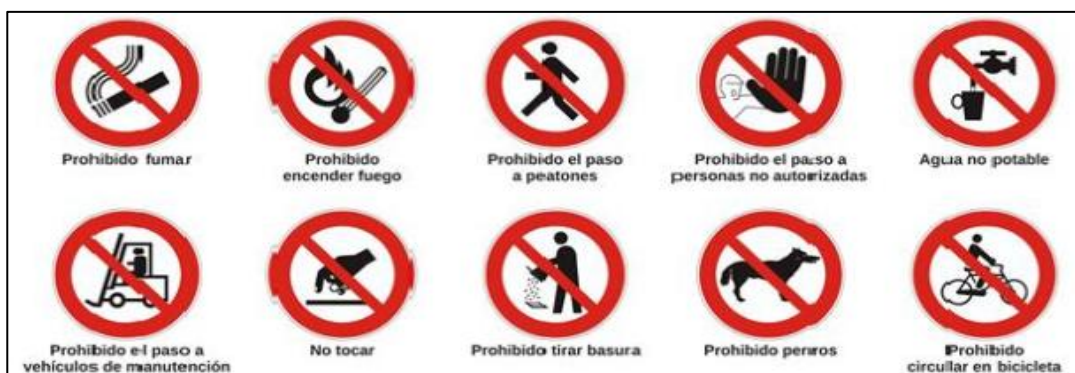 Prohibido fumar
Prohibido
encender fuego
Prohibido el paso
a peatones
Prohibido el paso a
personas no autorizadas
Agua no potable
Prohibido el paso a
vehículos de manutención
No tocar
Prohibido tirar basura
Prohibido perros
Prohibido
circular en bicicleta